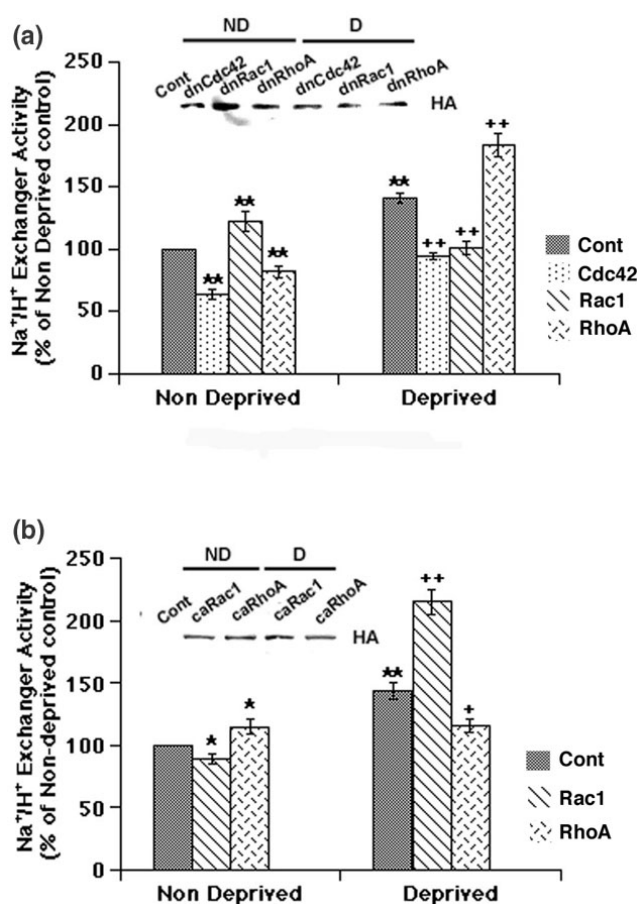 (a)
ND D
Cont dnCdc42 dnRac1 dnRhoA dnCdc42 dnRac1 dnRhoA
HA
Na+/H+ Exchanger Activity
(% of Non Deprived control)
250
200
150
100
50
0
** ** ** ** ++ ++ ++
Non Deprived Deprived
Cont
Cdc42
Rac1
RhoA
(b)
ND D
Cont caRac1 caRhoA caRac1 caRhoA
HA
Na+/H+ Exchanger Activity
(% of Non-deprived control)
250
200
150
100
50
0
* * ** ++ +
Non Deprived Deprived
Cont
Rac1
RhoA